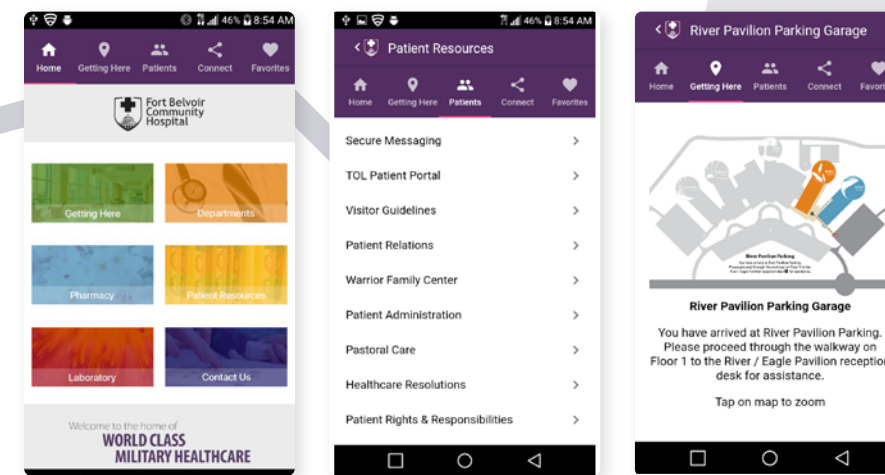 46% 8:54 AM
Home Getting Here Patients Connect Favorites
Fort Belvoir
Community
Hospital
Getting Here
Departments
Pharmacy
Patient Resources
Laboratory
Contact Us
Welcome to the home of
WORLD CLASS
MILITARY HEALTHCARE
46% 8:54 AM
Patient Resources
Home Getting Here Patients Connect Favorites
Secure Messaging
TOL Patient Portal
Visitor Guidelines
Patient Relations
Warrior Family Center
Patient Administration
Pastoral Care
Healthcare Resolutions
Patient Rights & Responsibilities
River Pavilion Parking Garage
Home Getting Here Patients Connect Favori
River Pavilion Parking
River Pavilion Parking Garage
You have arrived at River Pavilion Parking.
Please proceed through the walkway on
Floor 1 to the River / Eagle Pavilion reception
desk for assistance.
Tap on map to zoom